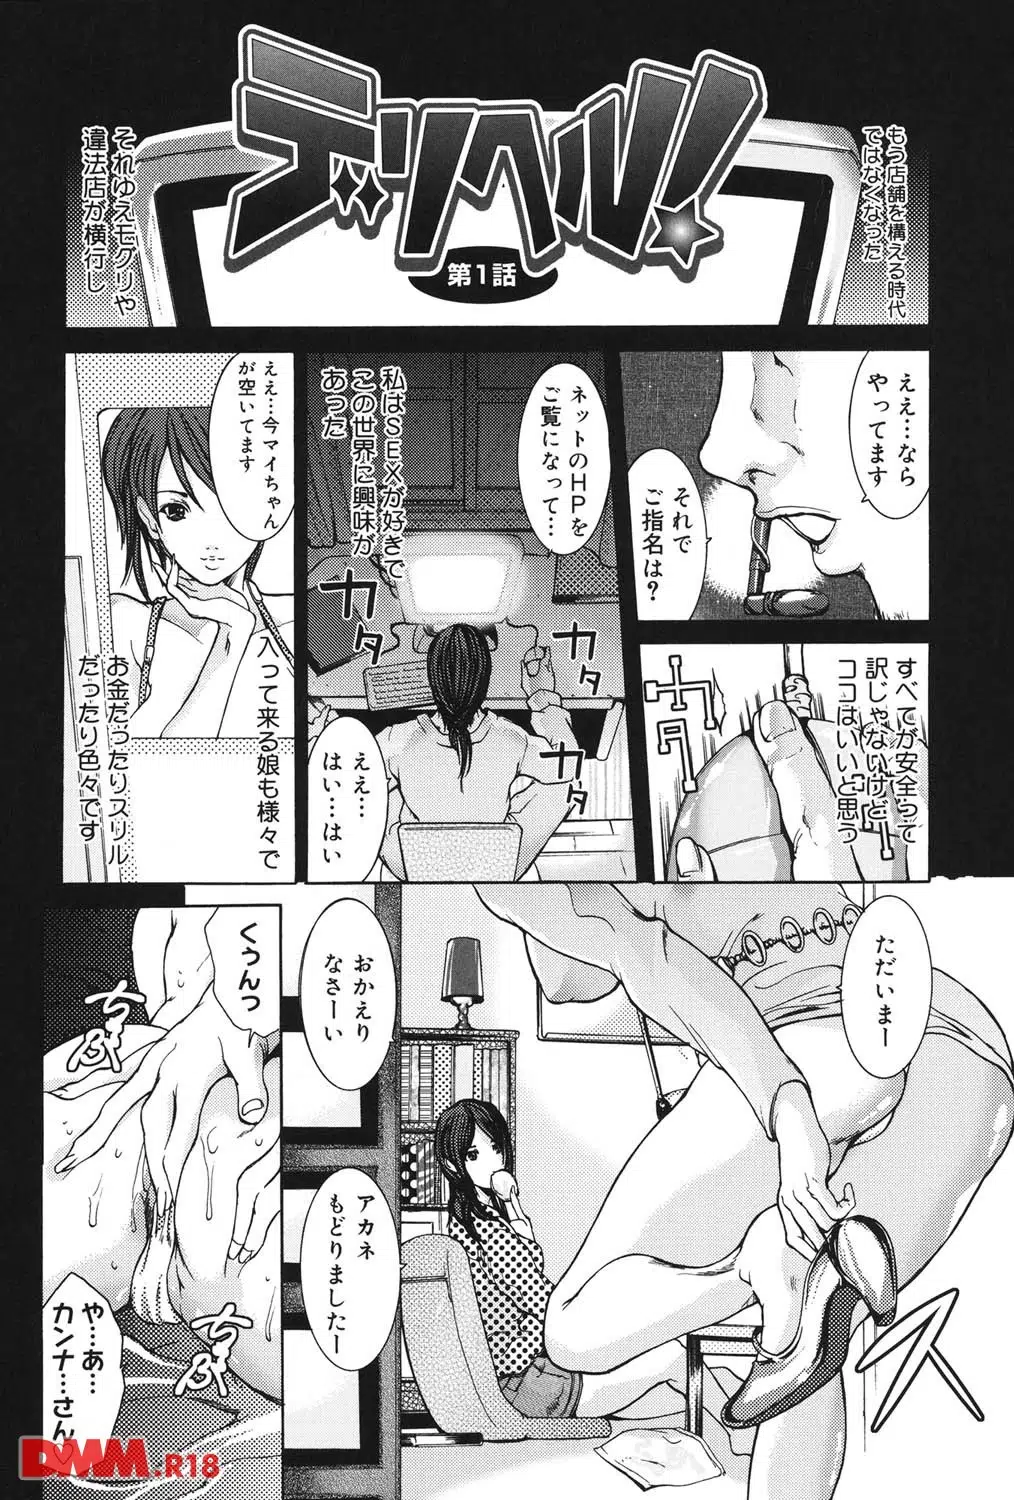 デリヘル!
第1話
もう店舗を構える時代
ではなくなった
それゆえモグリや
違法店が横行し
ええ…なら
やってます
それで
ご指名は?
ネットのHPを
ご覧になって…
私はSEXが好きで
この世界に興味が
あった
カタ
カタ
ええ…
はい…はい
ええ…今マイちゃん
が空いてます
入って来る娘も様々で
お金だったりスリル
だったり色々です
すべてが安全って
訳じゃないけど
ココはいいと思う
カタ
ただいまー
おかえり
なさーい
アカネ
もどりましたー
ス
くぅんっ
ちゅぷ
ちゅぷ
や…あ…
カンナ…さん
DMM.R18